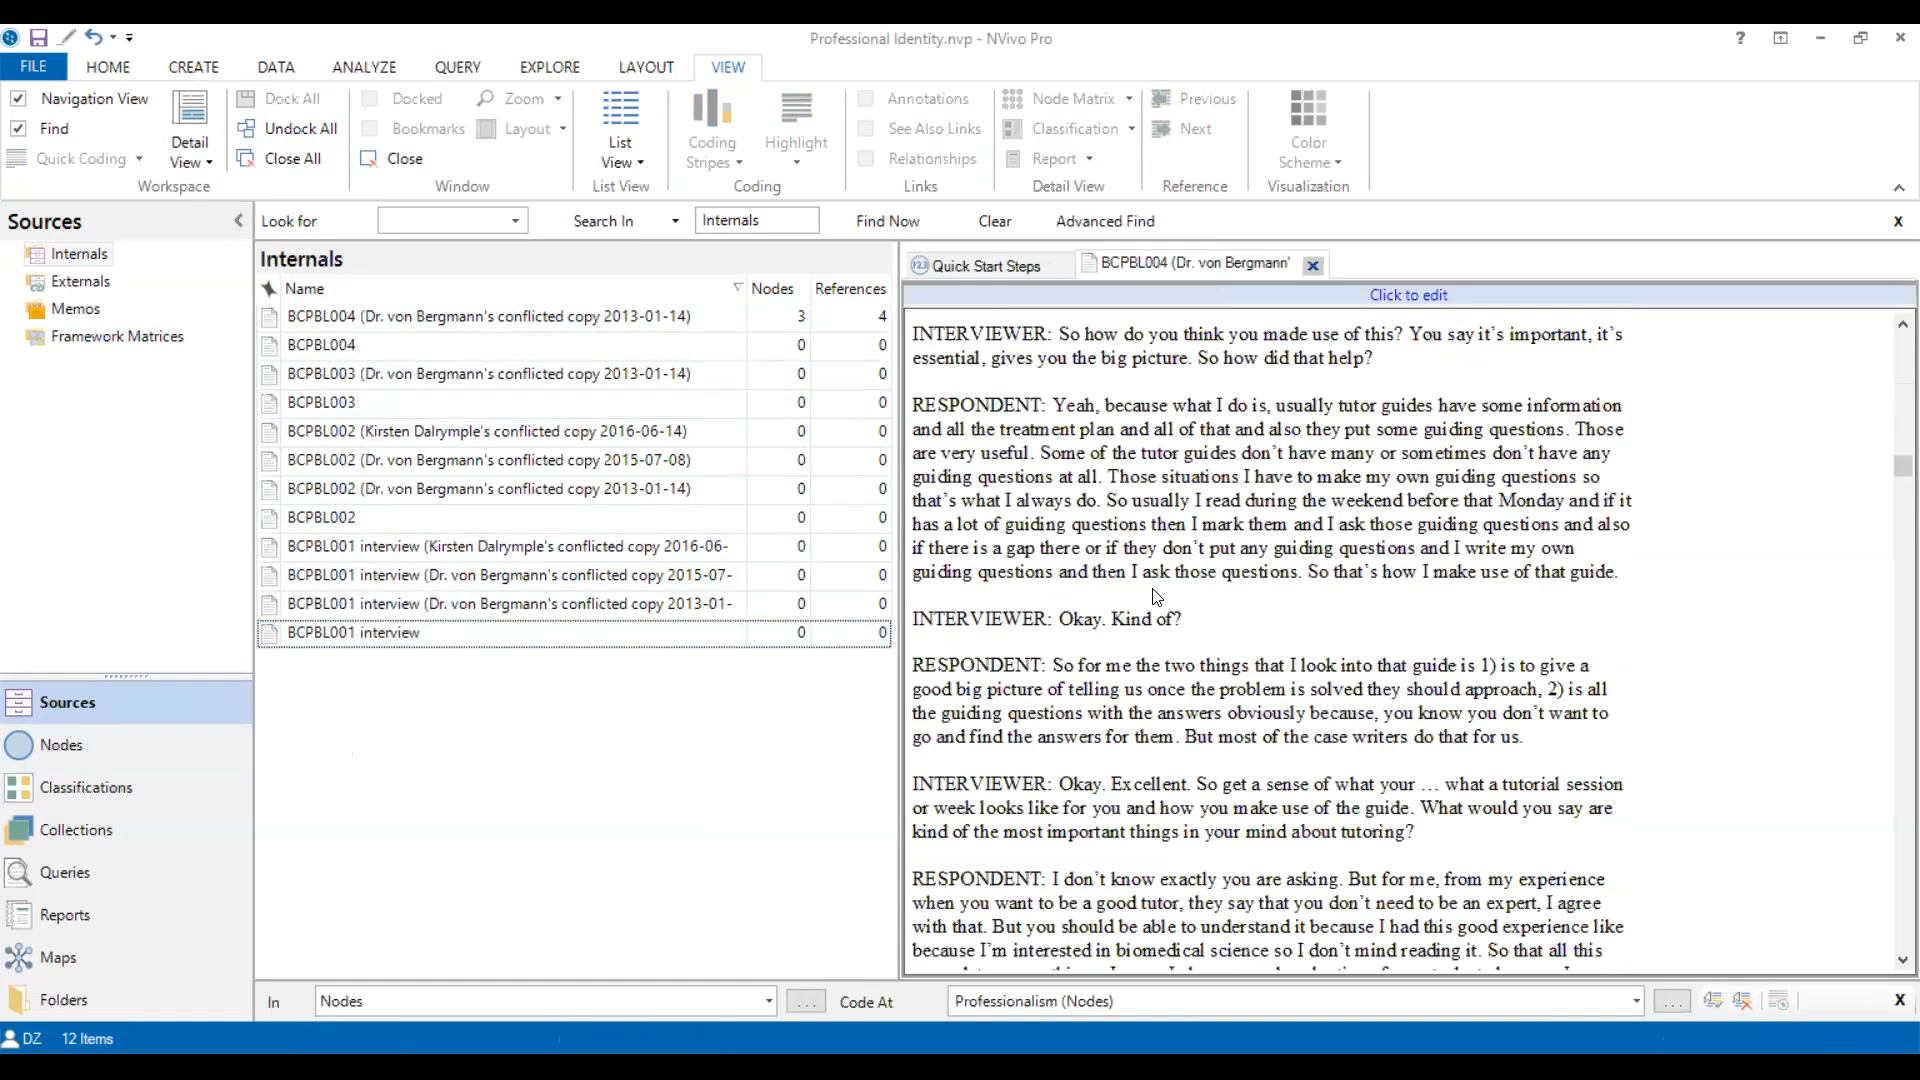 Professional Identity.nvp - NVivo Pro
?
FILE HOME CREATE DATA ANALYZE QUERY EXPLORE LAYOUT VIEW
Navigation View
Find
Quick Coding
Detail
View
Workspace
Dock All
Undock All
Close All
Docked
Bookmarks
Close
Zoom
Layout
Window
List
View
List View
Coding
Stripes
Highlight
Coding
Annotations
See Also Links
Relationships
Links
Node Matrix
Classification
Report
Detail View
Previous
Next
Reference
Color
Scheme
Visualization
Sources
Internals
Externals
Memos
Framework Matrices
Look for Search In Internals Find Now Clear Advanced Find X
Internals
Name Nodes References
BCPBL004 (Dr. von Bergmann's conflicted copy 2013-01-14) 3 4
BCPBL004 0 0
BCPBL003 (Dr. von Bergmann's conflicted copy 2013-01-14) 0 0
BCPBL003 0 0
BCPBL002 (Kirsten Dalrymple's conflicted copy 2016-06-14) 0 0
BCPBL002 (Dr. von Bergmann's conflicted copy 2015-07-08) 0 0
BCPBL002 (Dr. von Bergmann's conflicted copy 2013-01-14) 0 0
BCPBL002 0 0
BCPBL001 interview (Kirsten Dalrymple's conflicted copy 2016-06- 0 0
BCPBL001 interview (Dr. von Bergmann's conflicted copy 2015-07- 0 0
BCPBL001 interview (Dr. von Bergmann's conflicted copy 2013-01- 0 0
BCPBL001 interview 0 0
Sources
Nodes
Classifications
Collections
Queries
Reports
Maps
Folders
123 Quick Start Steps
BCPBL004 (Dr. von Bergmann' x
Click to edit
INTERVIEWER: So how do you think you made use of this? You say it's important, it's
essential, gives you the big picture. So how did that help?
RESPONDENT: Yeah, because what I do is, usually tutor guides have some information
and all the treatment plan and all of that and also they put some guiding questions. Those
are very useful. Some of the tutor guides don't have many or sometimes don't have any
guiding questions at all. Those situations I have to make my own guiding questions so
that's what I always do. So usually I read during the weekend before that Monday and if it
has a lot of guiding questions then I mark them and I ask those guiding questions and also
if there is a gap there or if they don't put any guiding questions and I write my own
guiding questions and then I ask those questions. So that's how I make use of that guide.
INTERVIEWER: Okay. Kind of?
RESPONDENT: So for me the two things that I look into that guide is 1) is to give a
good big picture of telling us once the problem is solved they should approach, 2) is all
the guiding questions with the answers obviously because, you know you don't want to
go and find the answers for them. But most of the case writers do that for us.
INTERVIEWER: Okay. Excellent. So get a sense of what your … what a tutorial session
or week looks like for you and how you make use of the guide. What would you say are
kind of the most important things in your mind about tutoring?
RESPONDENT: I don't know exactly you are asking. But for me, from my experience
when you want to be a good tutor, they say that you don't need to be an expert, I agree
with that. But you should be able to understand it because I had this good experience like
because I'm interested in biomedical science so I don't mind reading it. So that all this
In Nodes ... Code At Professionalism (Nodes) ... X
DZ 12 Items